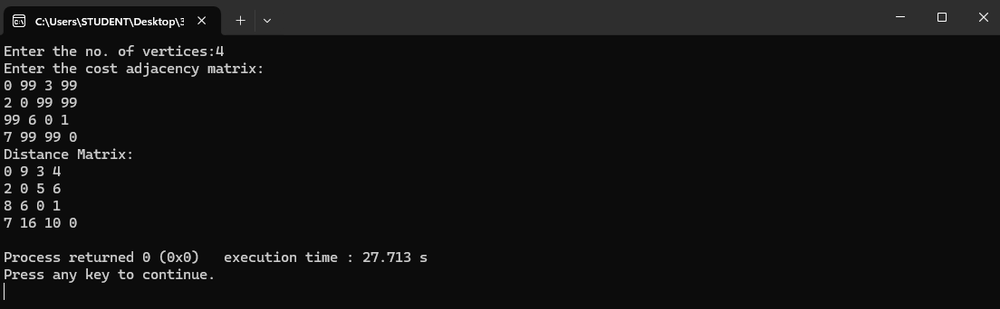 C:\Users\STUDENT\Desktop\3
Enter the no. of vertices:4
Enter the cost adjacency matrix:
0 99 3 99
2 0 99 99
99 6 0 1
7 99 99 0
Distance Matrix:
0 9 3 4
2 0 5 6
8 6 0 1
7 16 10 0
Process returned 0 (0x0)   execution time : 27.713 s
Press any key to continue.